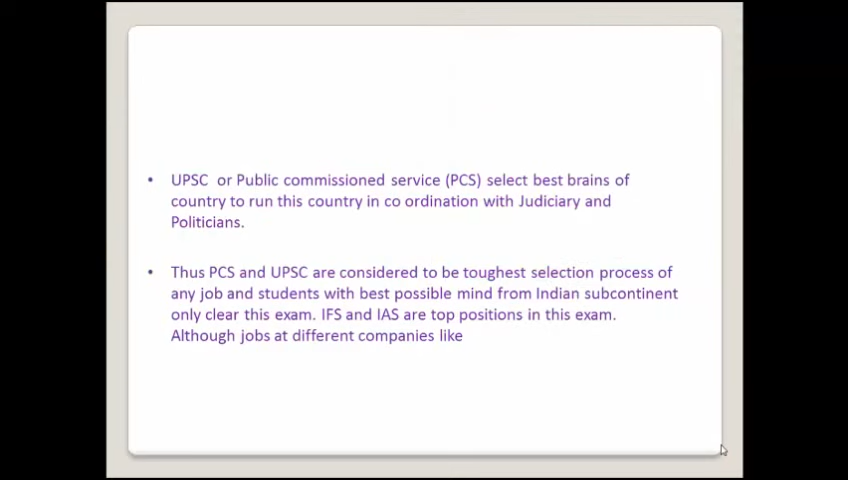 • UPSC or Public commissioned service (PCS) select best brains of
country to run this country in co ordination with Judiciary and
Politicians.
• Thus PCS and UPSC are considered to be toughest selection process of
any job and students with best possible mind from Indian subcontinent
only clear this exam. IFS and IAS are top positions in this exam.
Although jobs at different companies like